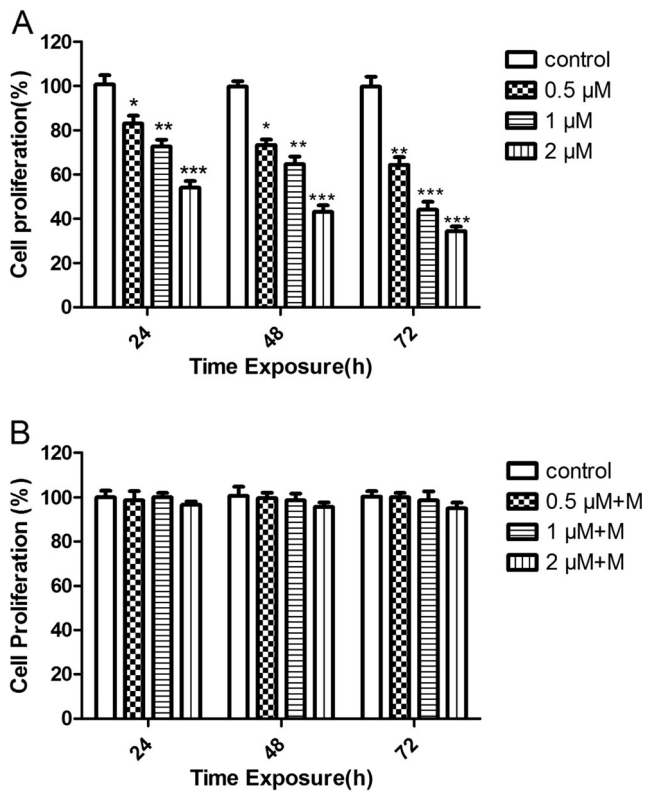 A
Cell proliferation(%)
120
100
80
60
40
20
0
* ** ***
* ** ***
** *** ***
24 48 72
Time Exposure(h)
control
0.5 µM
1 µM
2 µM
B
Cell Proliferation (%)
120
100
80
60
40
20
0
24 48 72
Time Exposure(h)
control
0.5 µM+M
1 µM+M
2 µM+M